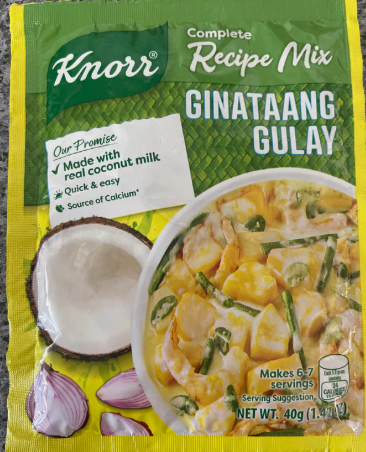 Knorr®
Complete
Recipe Mix
GINATAANG
GULAY
Our Promise
Made with
real coconut milk
Quick & easy
Source of Calcium*
Makes 6-7
servings
Serving Suggestion
NET WT. 40g